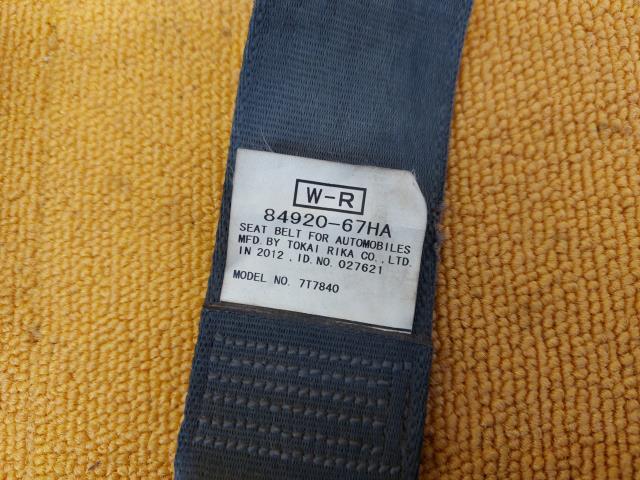 W-R
84920-67HA
SEAT BELT FOR AUTOMOBILES
MFD. BY TOKAI RIKA CO., LTD.
IN 2012 , ID. NO. 027621
MODEL NO. 7T7840